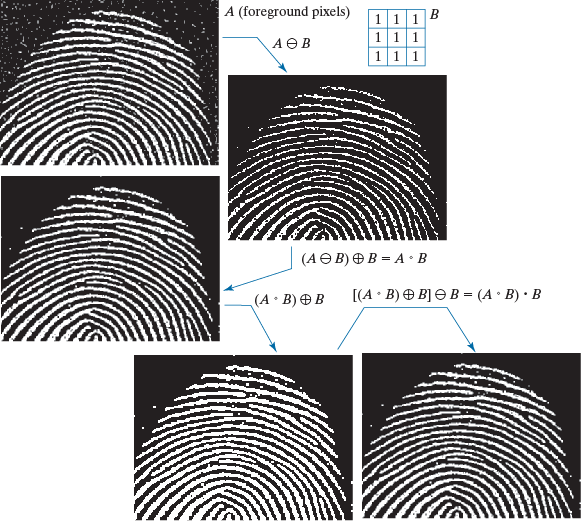 A (foreground pixels)
1 1 1 B
1 1 1
1 1 1
A ⊖ B
(A ⊖ B) ⊕ B = A ∘ B
(A ∘ B) ⊕ B
[(A ∘ B) ⊕ B] ⊖ B = (A ∘ B) • B